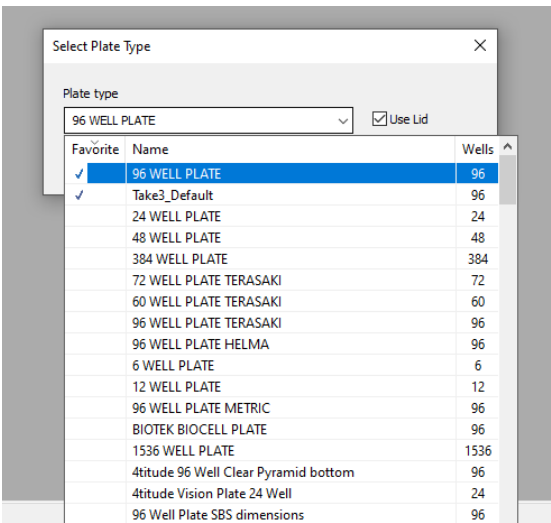 Select Plate Type
Plate type
96 WELL PLATE
Use Lid
Favorite Name Wells
96 WELL PLATE 96
Take3_Default 96
24 WELL PLATE 24
48 WELL PLATE 48
384 WELL PLATE 384
72 WELL PLATE TERASAKI 72
60 WELL PLATE TERASAKI 60
96 WELL PLATE TERASAKI 96
96 WELL PLATE HELMA 96
6 WELL PLATE 6
12 WELL PLATE 12
96 WELL PLATE METRIC 96
BIOTEK BIOCELL PLATE 96
1536 WELL PLATE 1536
4titude 96 Well Clear Pyramid bottom 96
4titude Vision Plate 24 Well 24
96 Well Plate SBS dimensions 96